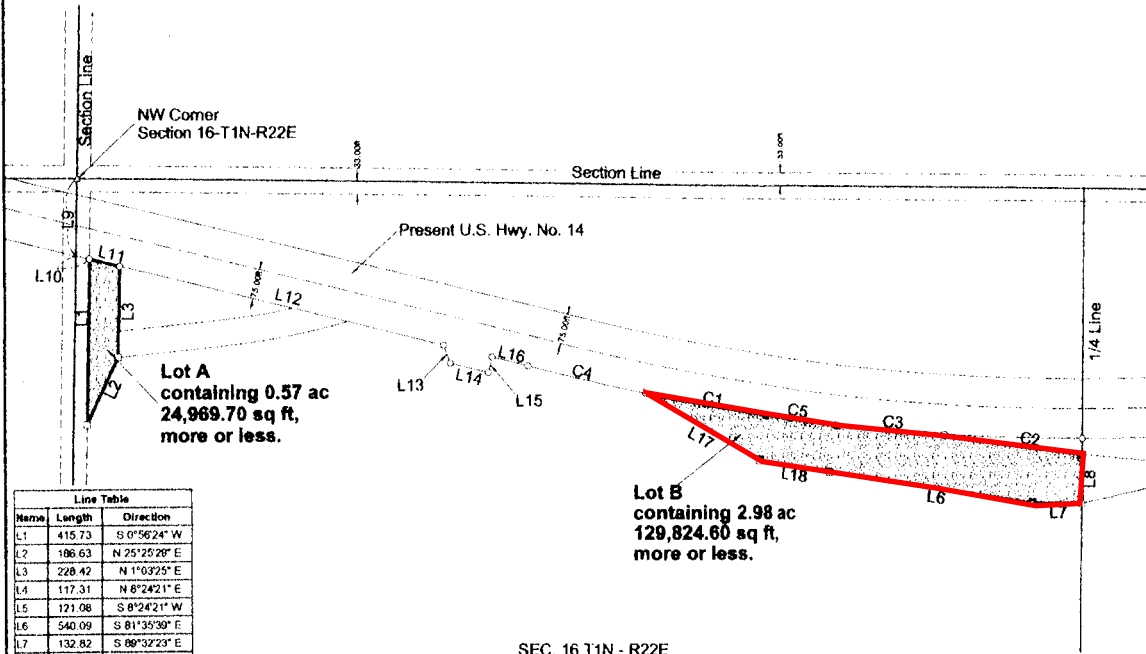 Section Line
NW Corner
Section 16-T1N-R22E
33.00ft
33.00ft
Section Line
L9
Present U.S. Hwy. No. 14
L10
L11
75.00ft
L12
75.00ft
L1
L3
L2
1/4 Line
L13
L14
L16
L15
C4
Lot A
containing 0.57 ac
24,969.70 sq ft,
more or less.
C1
C5
C3
C2
L17
L18
L6
L7
L8
Lot B
containing 2.98 ac
129,824.60 sq ft,
more or less.
Line Table
Name Length Direction
L1 415.73 S 0°56'24" W
L2 186.63 N 25°25'28" E
L3 228.42 N 1°03'25" E
L4 117.31 N 8°24'21" E
L5 121.08 S 8°24'21" W
L6 540.09 S 81°35'39" E
L7 132.82 S 89°32'23" E
SEC. 16 T1N - R22E